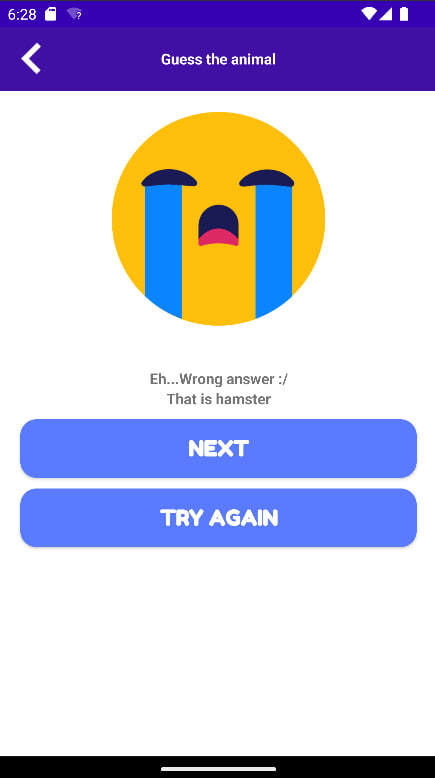 6:28
Guess the animal
Eh...Wrong answer :/
That is hamster
NEXT
TRY AGAIN